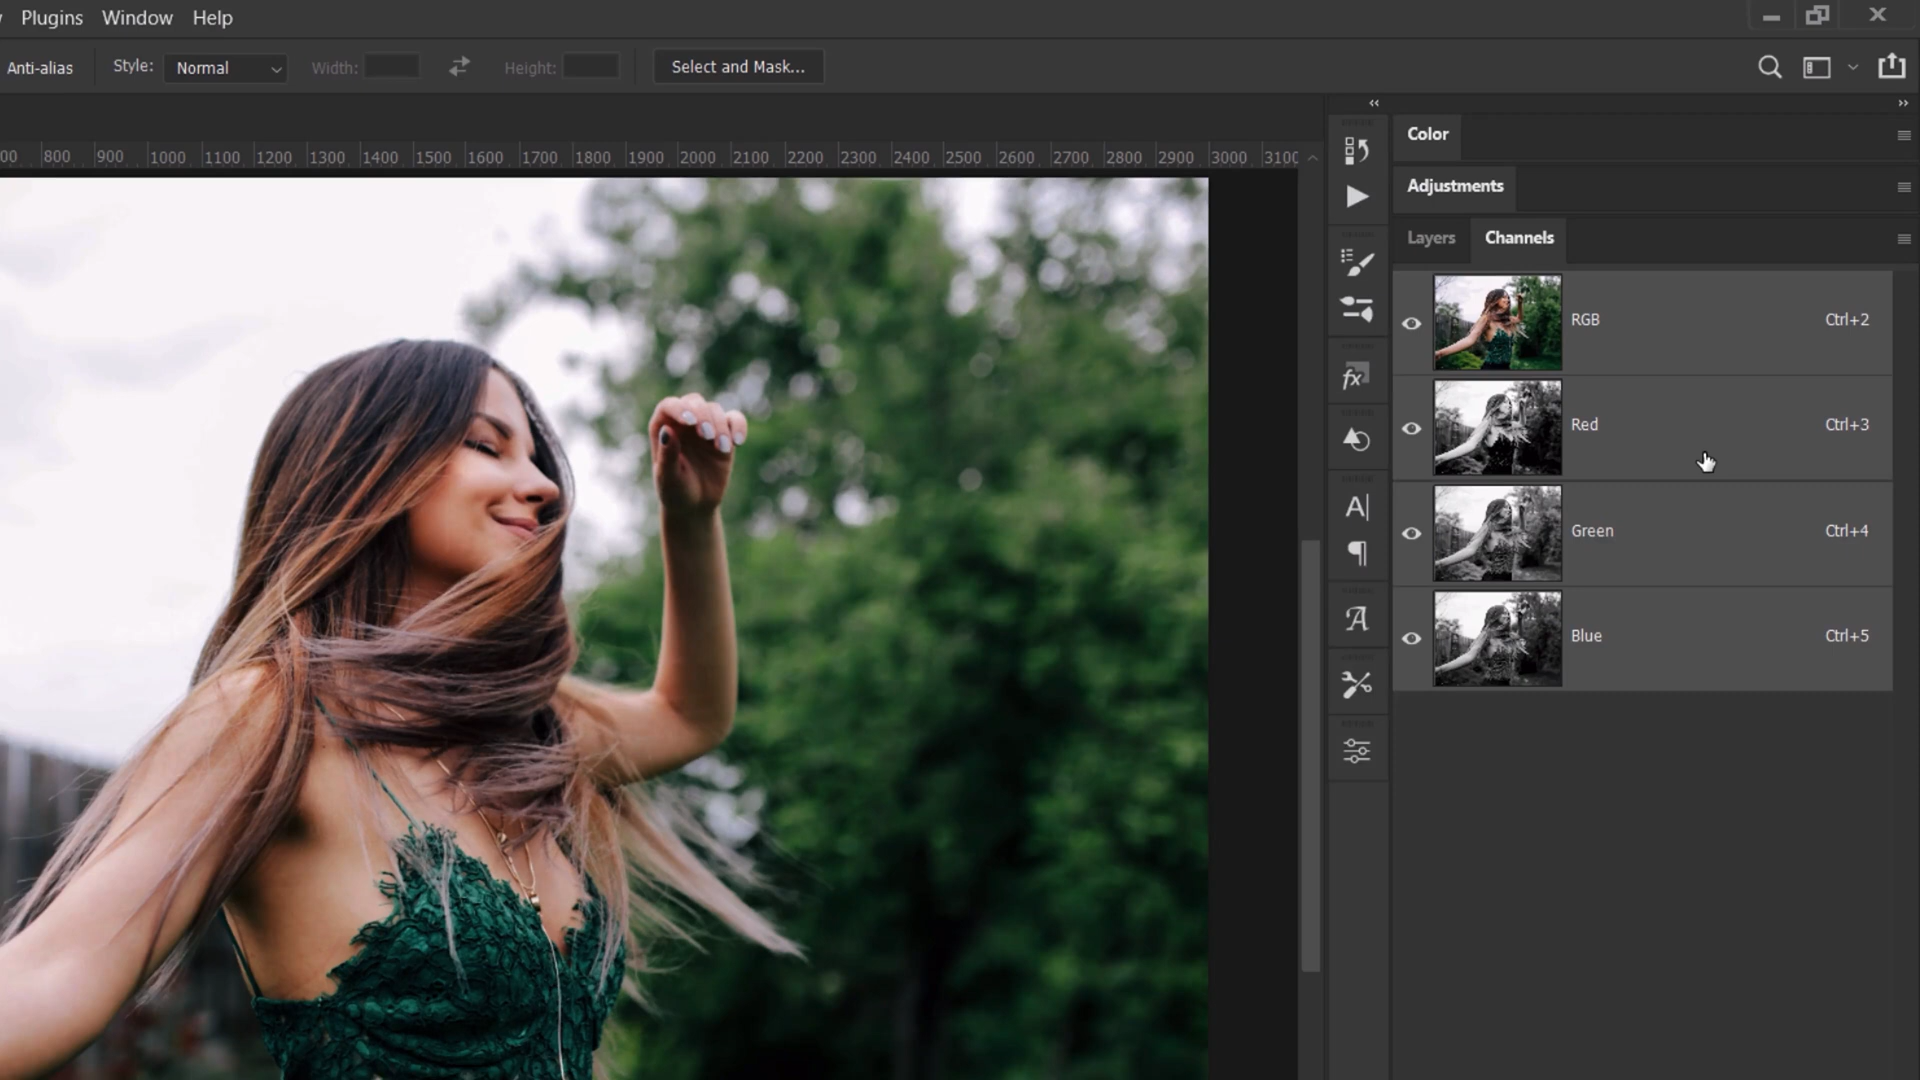 Plugins Window Help
Anti-alias Style: Normal Width: Height: Select and Mask...
00 800 900 1000 1100 1200 1300 1400 1500 1600 1700 1800 1900 2000 2100 2200 2300 2400 2500 2600 2700 2800 2900 3000 3100
Color
Adjustments
Layers Channels
RGB Ctrl+2
Red Ctrl+3
Green Ctrl+4
Blue Ctrl+5